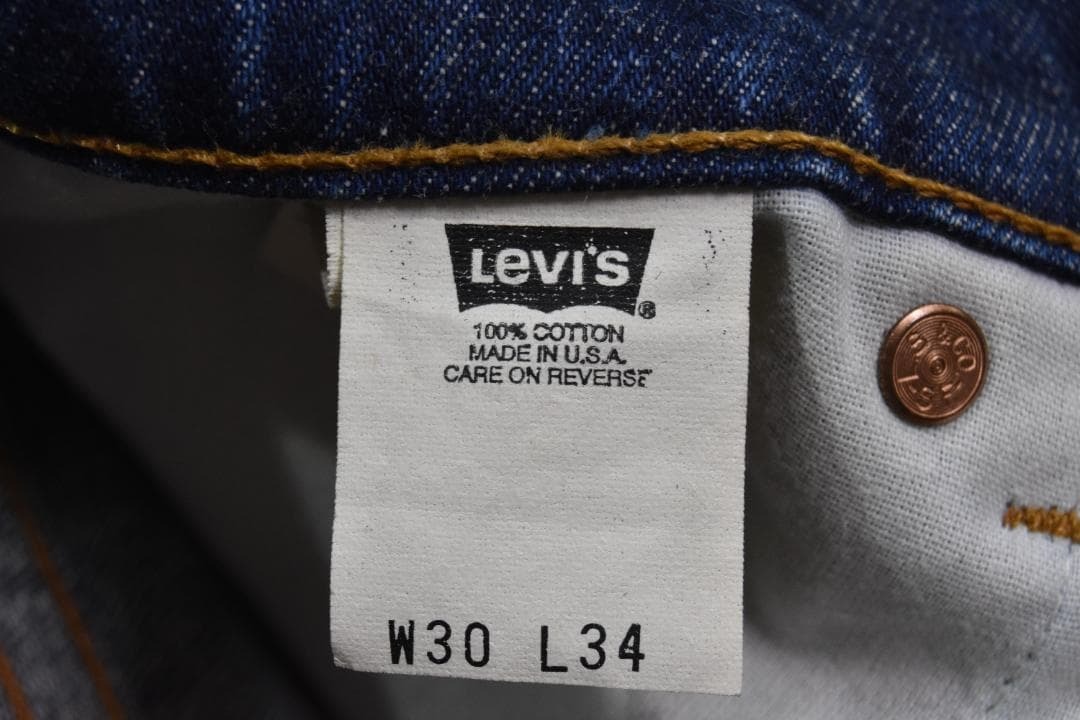 Levi's
®
100% COTTON
MADE IN U.S.A.
CARE ON REVERSE
W30 L34